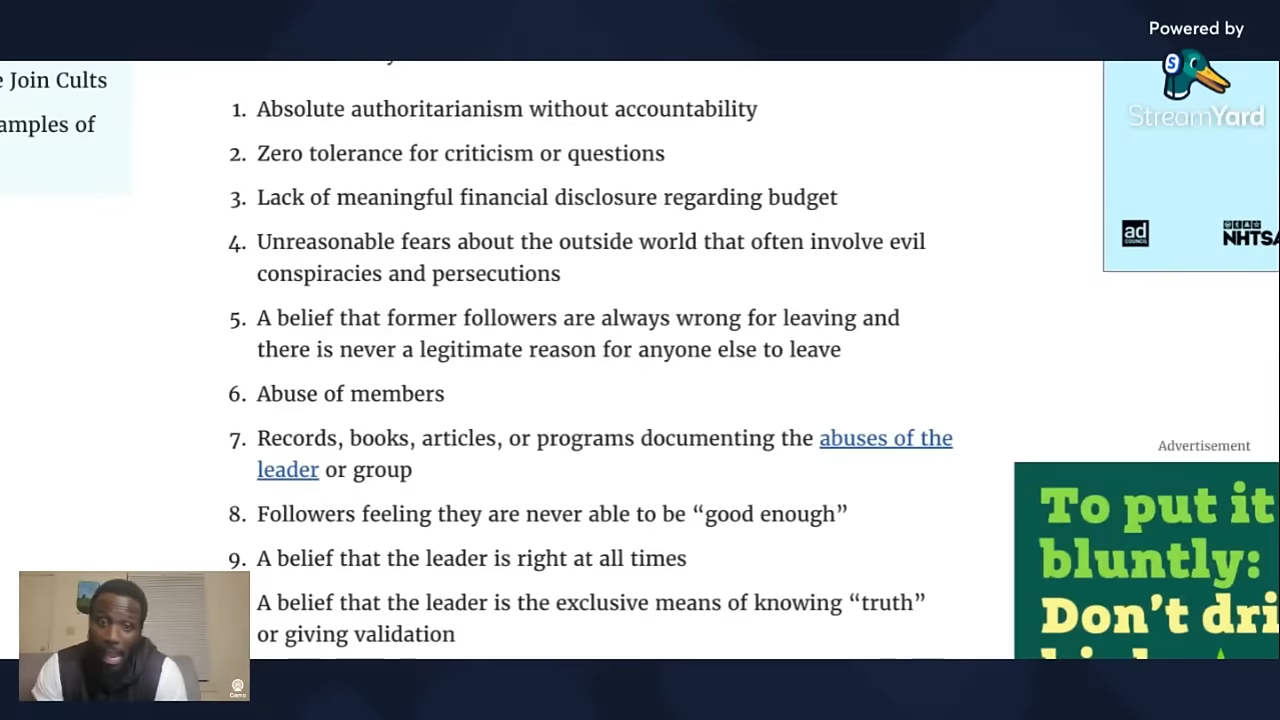 Powered by
StreamYard
e Join Cults
amples of
1. Absolute authoritarianism without accountability
2. Zero tolerance for criticism or questions
3. Lack of meaningful financial disclosure regarding budget
4. Unreasonable fears about the outside world that often involve evil
conspiracies and persecutions
5. A belief that former followers are always wrong for leaving and
there is never a legitimate reason for anyone else to leave
6. Abuse of members
7. Records, books, articles, or programs documenting the abuses of the
leader or group
8. Followers feeling they are never able to be “good enough”
9. A belief that the leader is right at all times
A belief that the leader is the exclusive means of knowing “truth”
or giving validation
ad
COUNCIL
NHTSA
Advertisement
To put it
bluntly:
Don’t dri